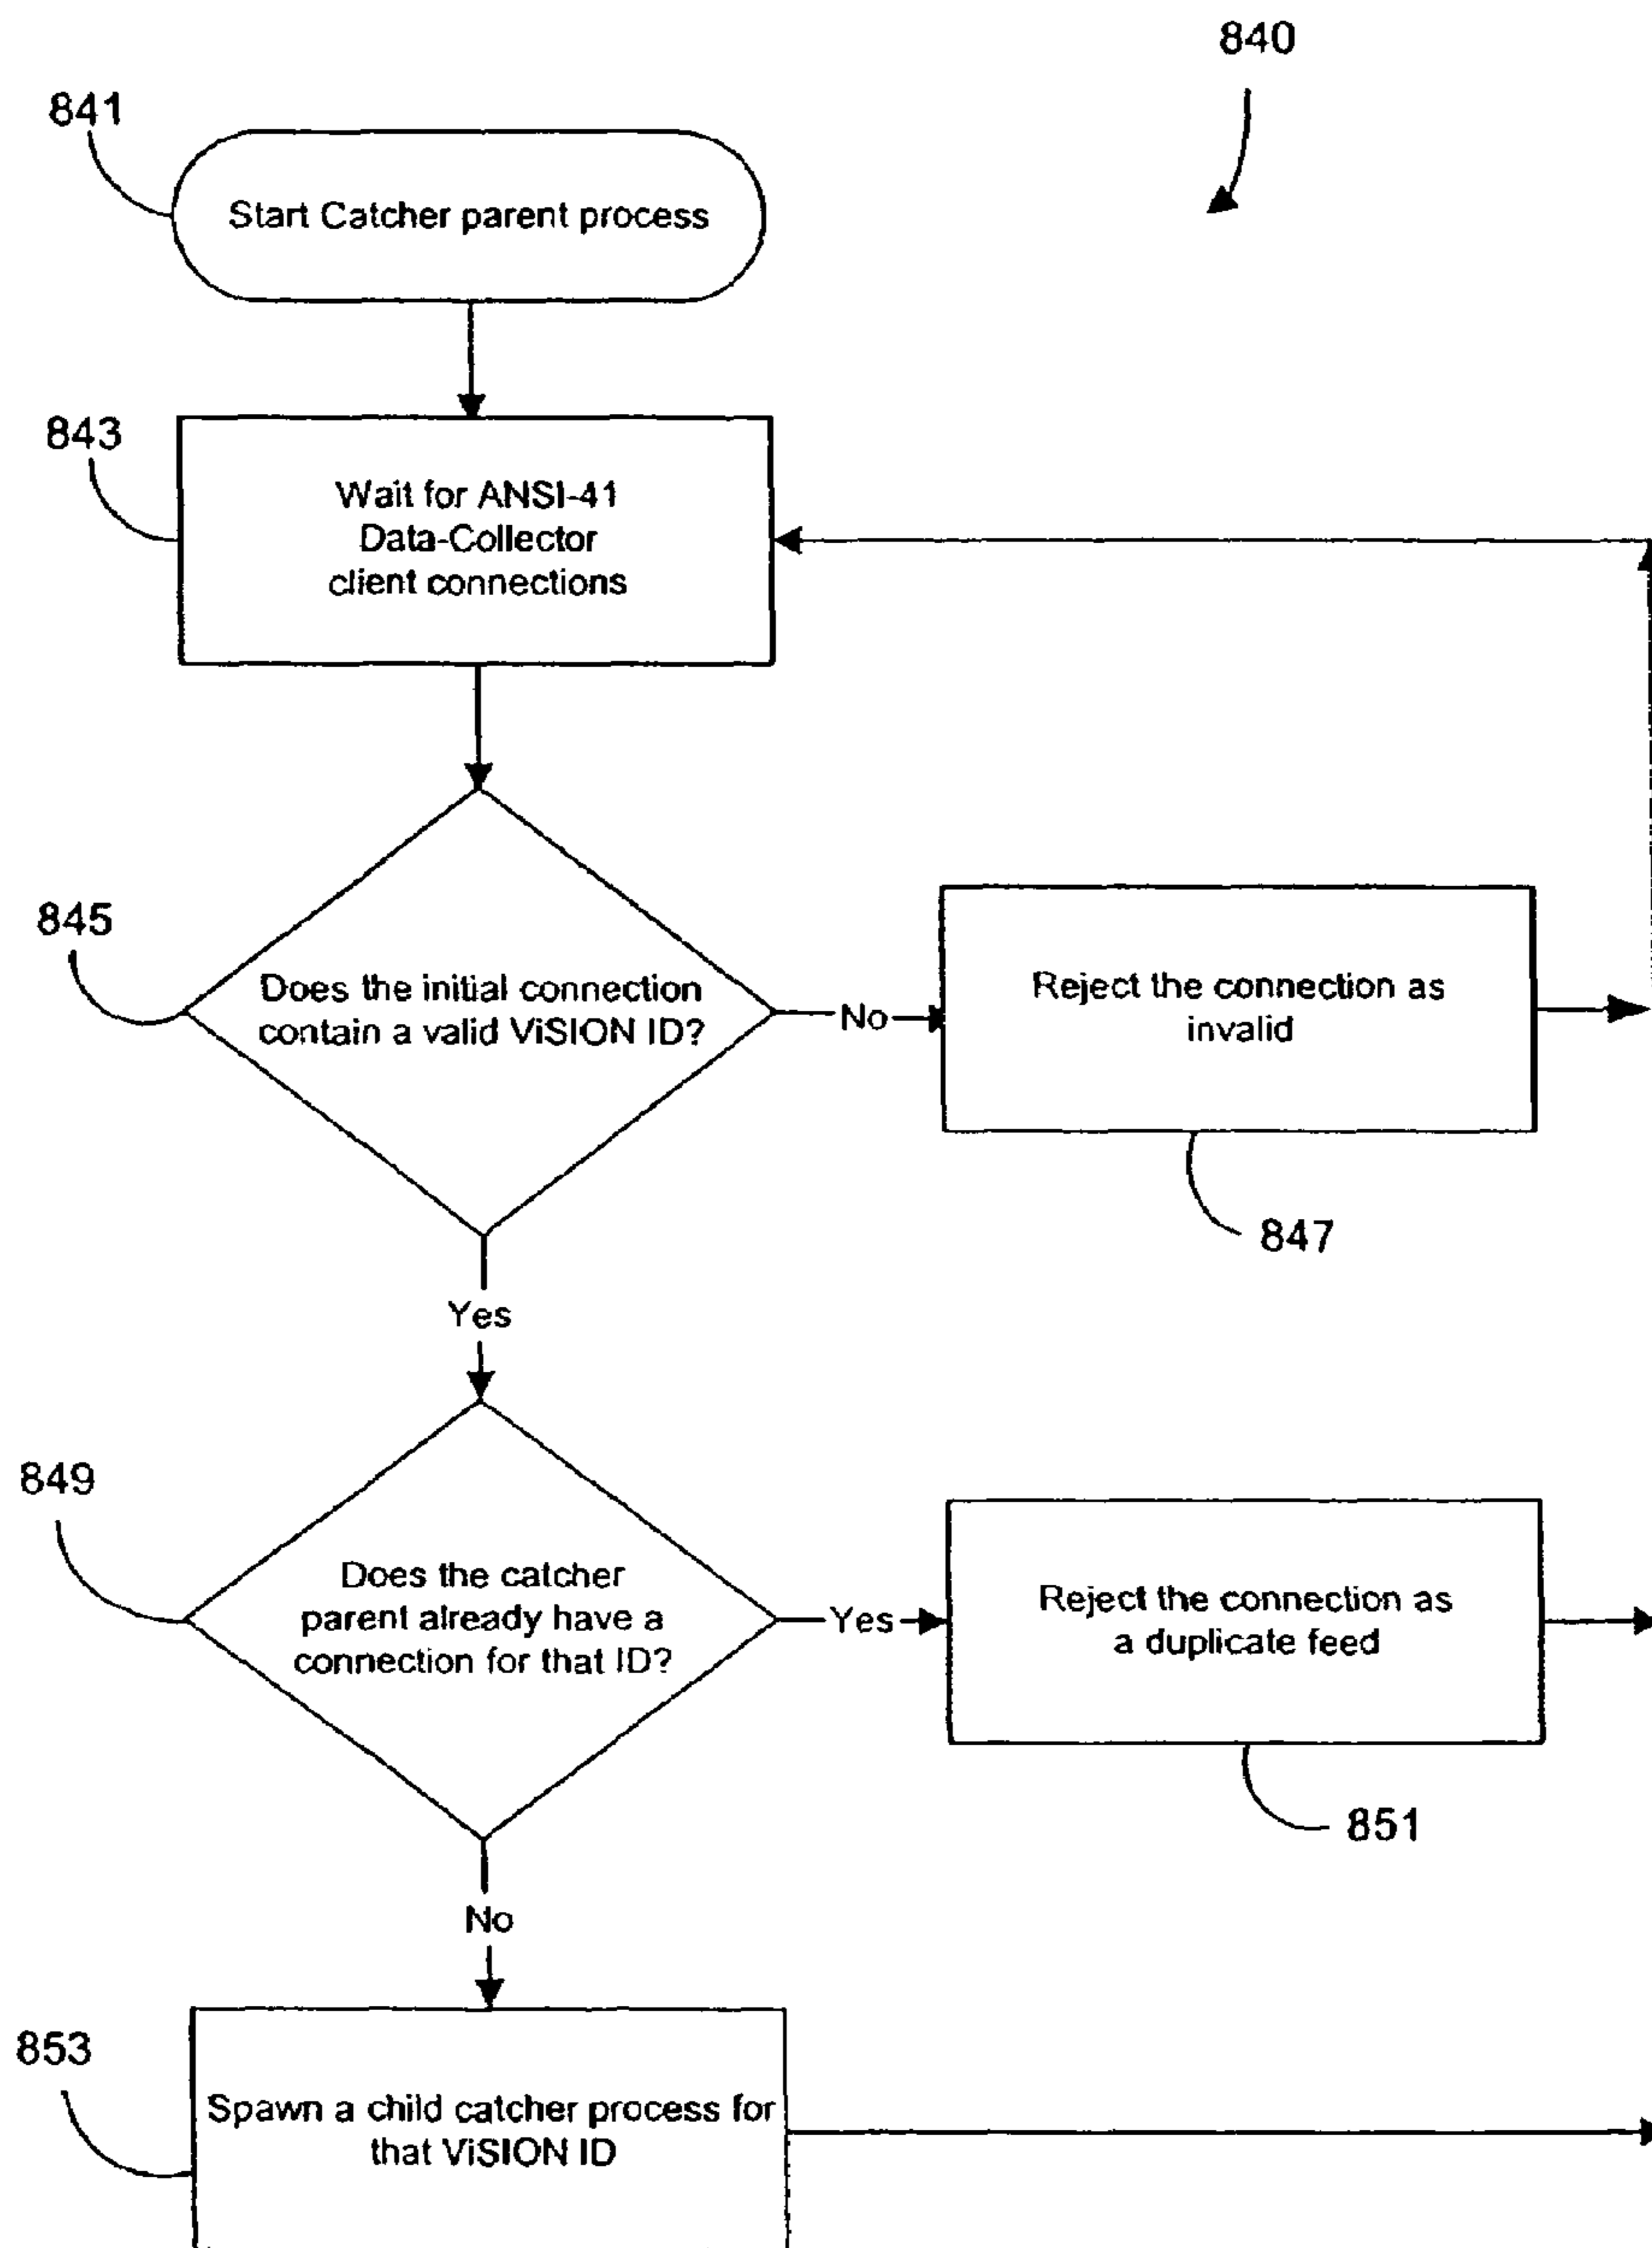 840
841
Start Catcher parent process
843
Wait for ANSI-41
Data-Collector
client connections
845
Does the initial connection
contain a valid ViSION ID?
No
Reject the connection as
invalid
847
Yes
849
Does the catcher
parent already have a
connection for that ID?
Yes
Reject the connection as
a duplicate feed
851
No
853
Spawn a child catcher process for
that ViSION ID